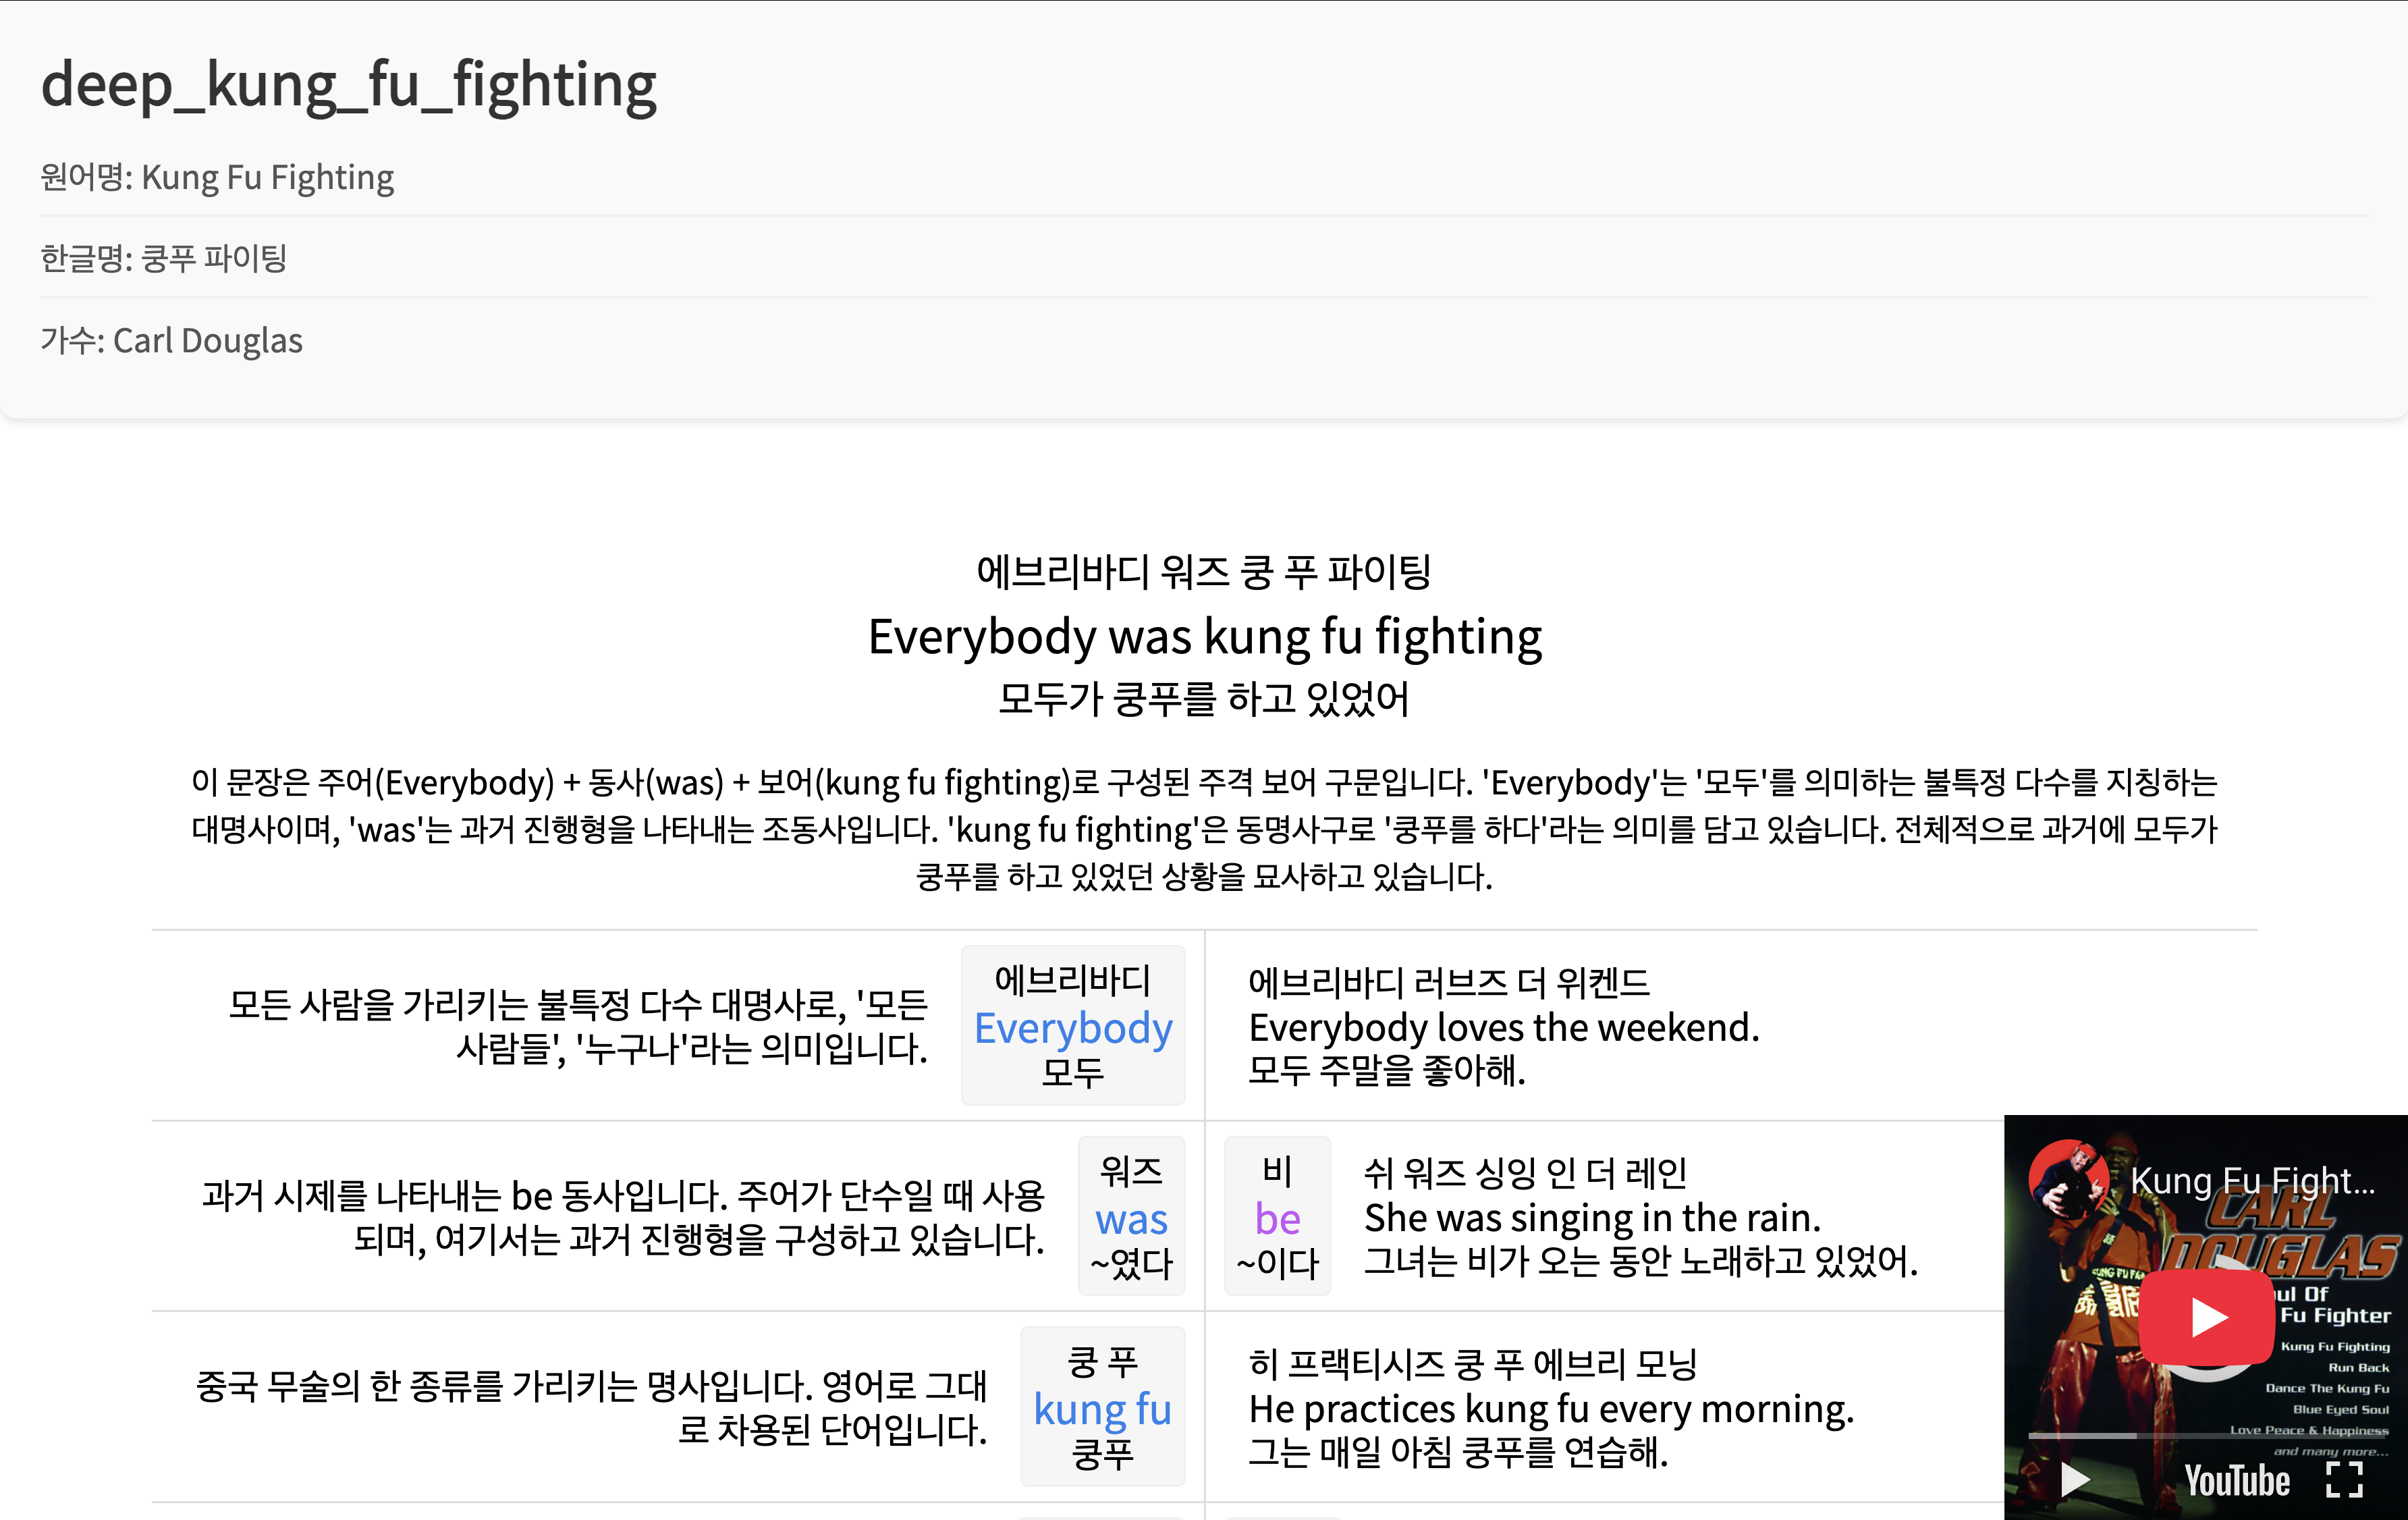 deep_kung_fu_fighting
원어명: Kung Fu Fighting
한글명: 쿵푸 파이팅
가수: Carl Douglas
에브리바디 워즈 쿵 푸 파이팅
Everybody was kung fu fighting
모두가 쿵푸를 하고 있었어
이 문장은 주어(Everybody) + 동사(was) + 보어(kung fu fighting)로 구성된 주격 보어 구문입니다. 'Everybody'는 '모두'를 의미하는 불특정 다수를 지칭하는
대명사이며, 'was'는 과거 진행형을 나타내는 조동사입니다. 'kung fu fighting'은 동명사구로 '쿵푸를 하다'라는 의미를 담고 있습니다. 전체적으로 과거에 모두가
쿵푸를 하고 있었던 상황을 묘사하고 있습니다.
모든 사람을 가리키는 불특정 다수 대명사로, '모든
사람들', '누구나'라는 의미입니다.
에브리바디
Everybody
모두
에브리바디 러브즈 더 위켄드
Everybody loves the weekend.
모두 주말을 좋아해.
과거 시제를 나타내는 be 동사입니다. 주어가 단수일 때 사용
되며, 여기서는 과거 진행형을 구성하고 있습니다.
워즈
was
~였다
비
be
~이다
쉬 워즈 싱잉 인 더 레인
She was singing in the rain.
그녀는 비가 오는 동안 노래하고 있었어.
중국 무술의 한 종류를 가리키는 명사입니다. 영어로 그대
로 차용된 단어입니다.
쿵 푸
kung fu
쿵푸
히 프랙티시즈 쿵 푸 에브리 모닝
He practices kung fu every morning.
그는 매일 아침 쿵푸를 연습해.
Kung Fu Fight...
CARL
DOUGLAS
Of
Fu Fighter
Kung Fu Fighting
Run Back
Dance The Kung Fu
Blue Eyed Soul
Love Peace & Happiness
and many more...
YouTube